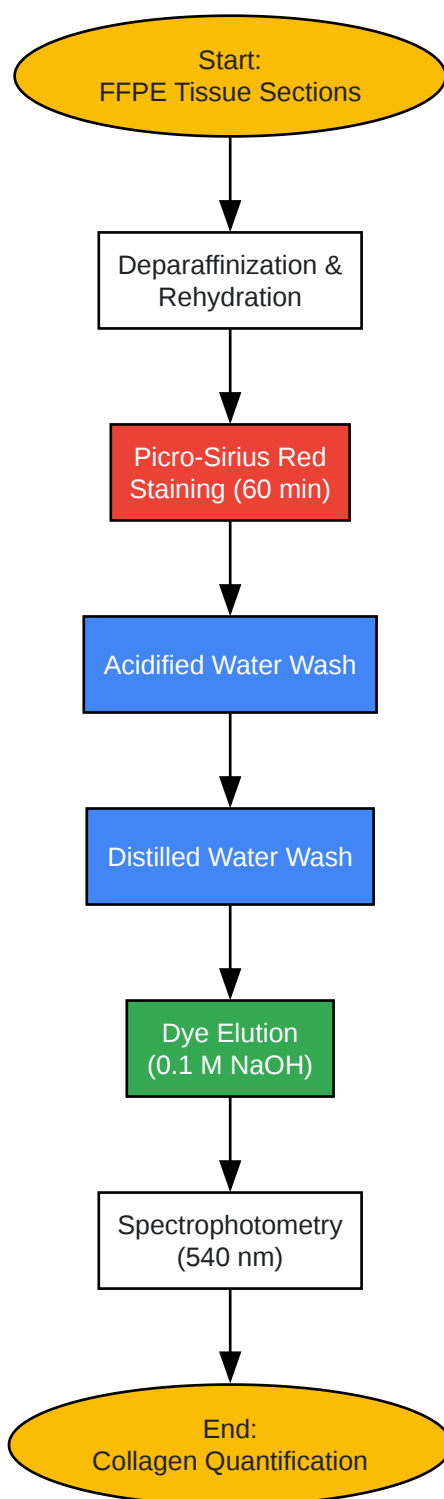 Start:
FFPE Tissue Sections
Deparaffinization &
Rehydration
Picro-Sirius Red
Staining (60 min)
Acidified Water Wash
Distilled Water Wash
Dye Elution
(0.1 M NaOH)
Spectrophotometry
(540 nm)
End:
Collagen Quantification